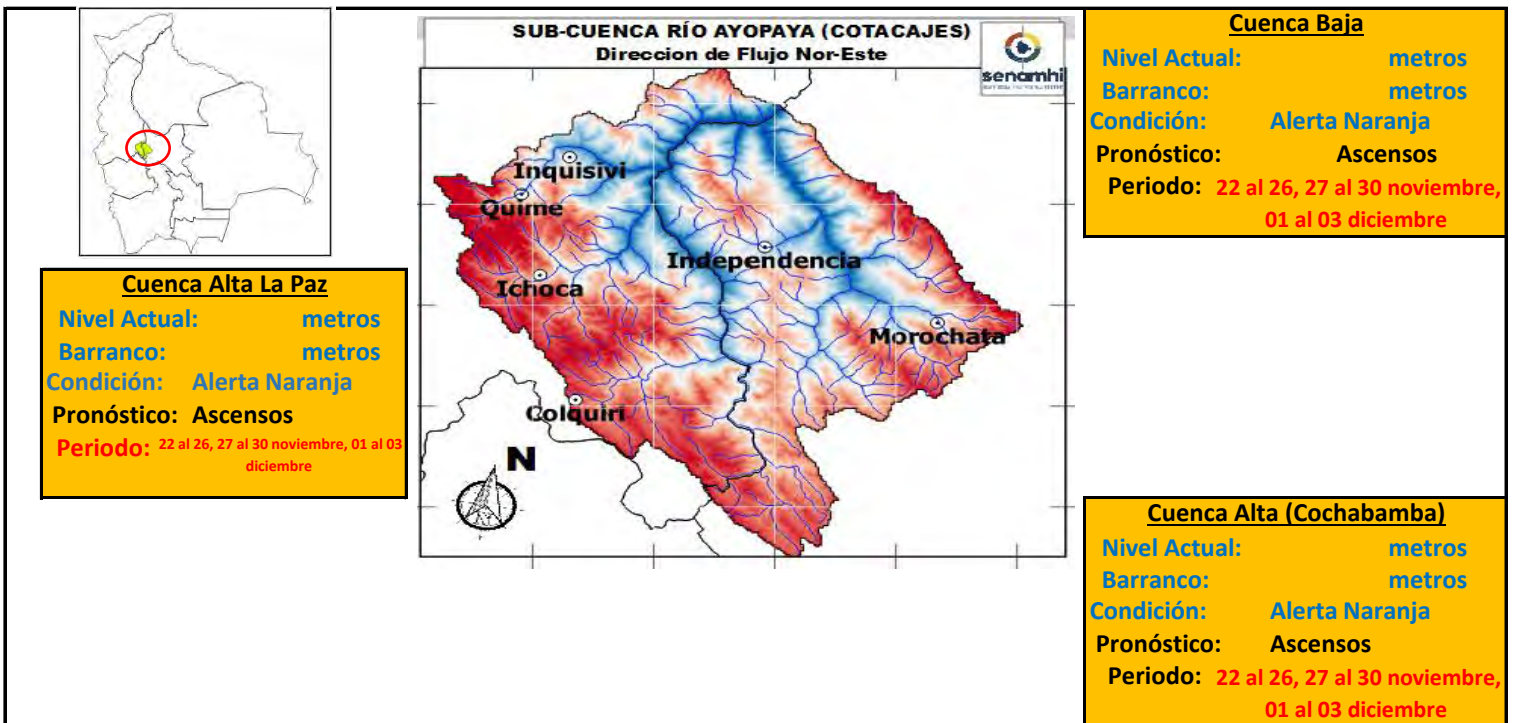 SUB-CUENCA RÍO AYOPAYA (COTACAJES)
Direccion de Flujo Nor-Este
senamhi
Inquisivi
Quime
Independencia
Ichoca
Morochata
Colquiri
N
Cuenca Alta La Paz
Nivel Actual: metros
Barranco: metros
Condición: Alerta Naranja
Pronóstico: Ascensos
Periodo: 22 al 26, 27 al 30 noviembre, 01 al 03
diciembre
Cuenca Baja
Nivel Actual: metros
Barranco: metros
Condición: Alerta Naranja
Pronóstico: Ascensos
Periodo: 22 al 26, 27 al 30 noviembre,
01 al 03 diciembre
Cuenca Alta (Cochabamba)
Nivel Actual: metros
Barranco: metros
Condición: Alerta Naranja
Pronóstico: Ascensos
Periodo: 22 al 26, 27 al 30 noviembre,
01 al 03 diciembre